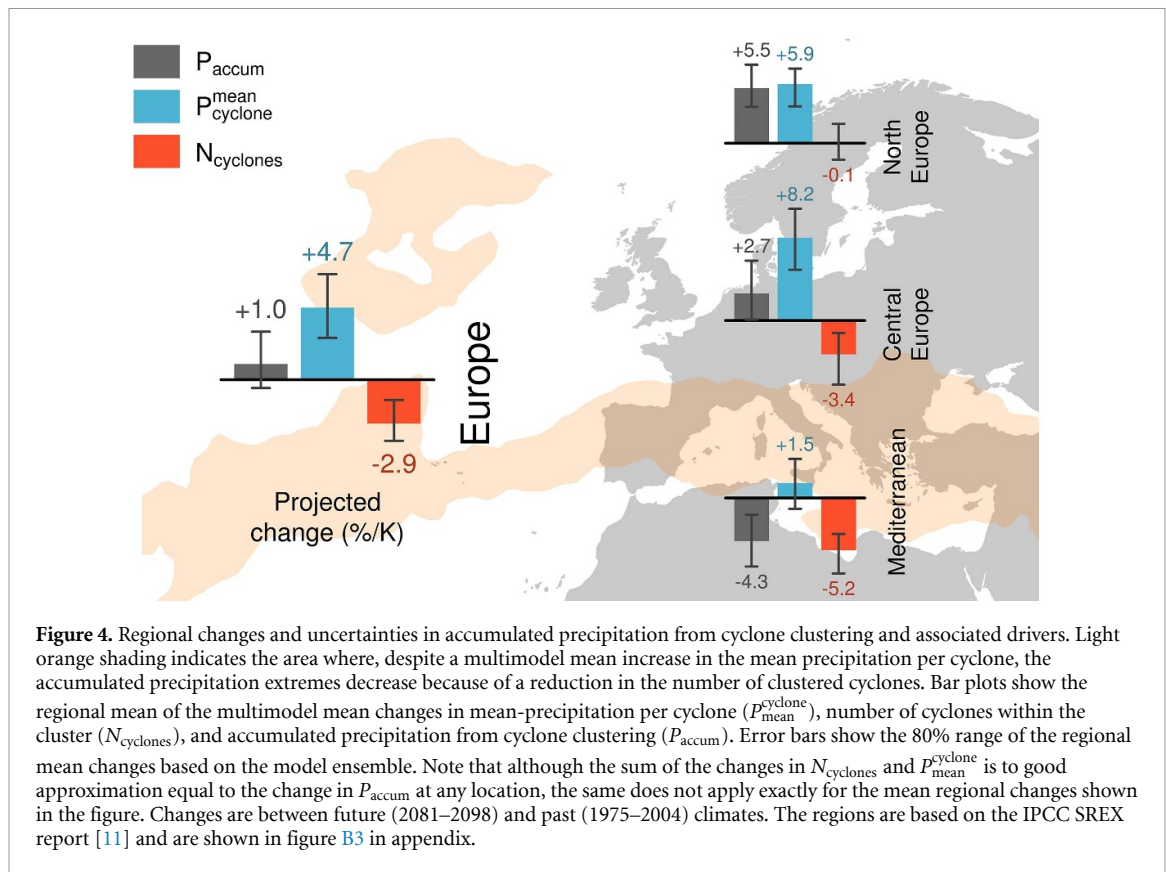 P_accum
P_cyclone^mean
N_cyclones
+5.5 +5.9
-0.1
North
Europe
+8.2
+2.7
-3.4
Central
Europe
+4.7
+1.0
-2.9
Europe
+1.5
-4.3
-5.2
Mediterranean
Projected
change (%/K)
Figure 4. Regional changes and uncertainties in accumulated precipitation from cyclone clustering and associated drivers. Light
orange shading indicates the area where, despite a multimodel mean increase in the mean precipitation per cyclone, the
accumulated precipitation extremes decrease because of a reduction in the number of clustered cyclones. Bar plots show the
regional mean of the multimodel mean changes in mean-precipitation per cyclone (P_mean^cyclone), number of cyclones within the
cluster (N_cyclones), and accumulated precipitation from cyclone clustering (P_accum). Error bars show the 80% range of the regional
mean changes based on the model ensemble. Note that although the sum of the changes in N_cyclones and P_mean^cyclone is to good
approximation equal to the change in P_accum at any location, the same does not apply exactly for the mean regional changes shown
in the figure. Changes are between future (2081–2098) and past (1975–2004) climates. The regions are based on the IPCC SREX
report [11] and are shown in figure B3 in appendix.